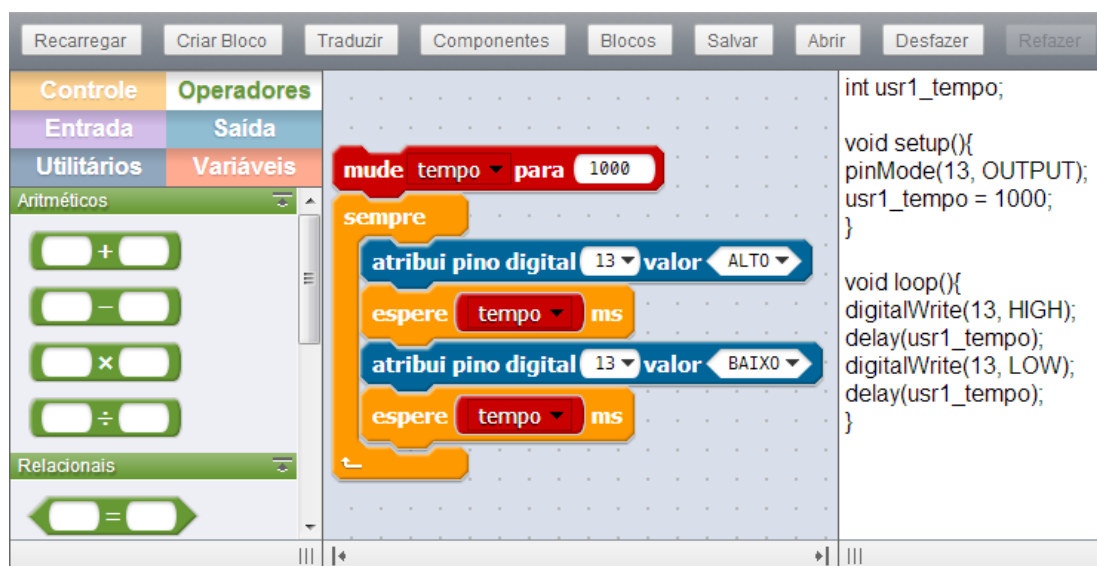 Recarregar Criar Bloco Traduzir Componentes Blocos Salvar Abrir Desfazer Refazer
Controle Operadores
Entrada Saída
Utilitários Variáveis
Aritméticos
+
−
×
÷
Relacionais
=
mude tempo para 1000
sempre
atribui pino digital 13 valor ALTO
espere tempo ms
atribui pino digital 13 valor BAIXO
espere tempo ms
int usr1_tempo;
void setup(){
pinMode(13, OUTPUT);
usr1_tempo = 1000;
}
void loop(){
digitalWrite(13, HIGH);
delay(usr1_tempo);
digitalWrite(13, LOW);
delay(usr1_tempo);
}